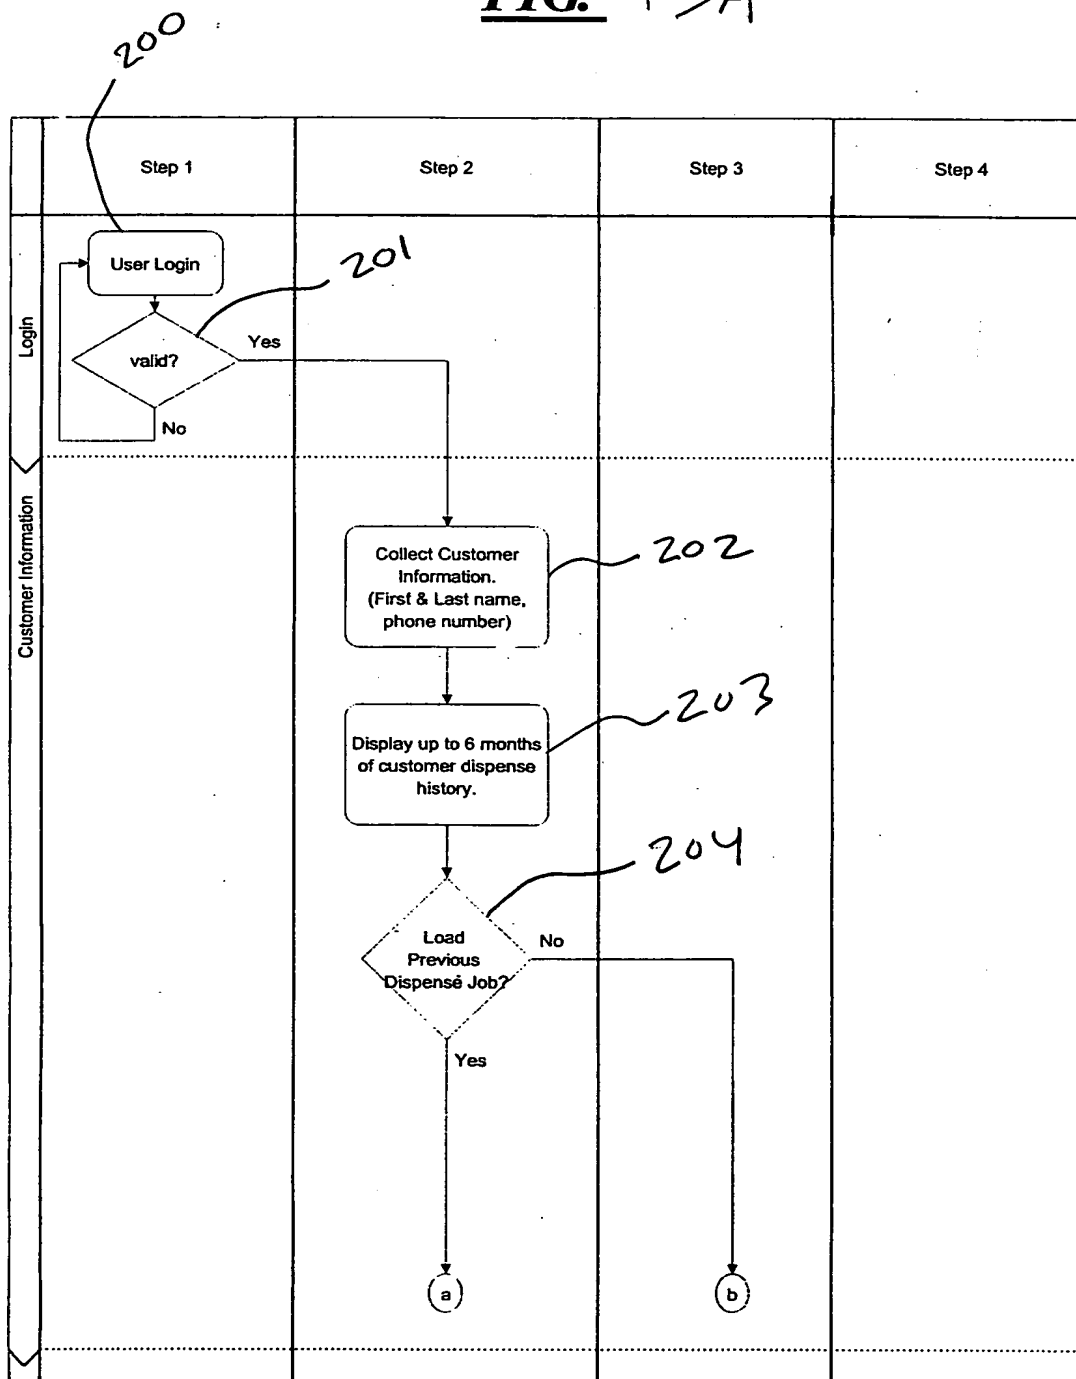 FIG.
200
Step 1
Step 2
Step 3
Step 4
Login
User Login
201
valid?
Yes
No
Customer Information
Collect Customer
Information.
(First & Last name,
phone number)
202
Display up to 6 months
of customer dispense
history.
203
204
Load
Previous
Dispense Job?
No
Yes
a
b